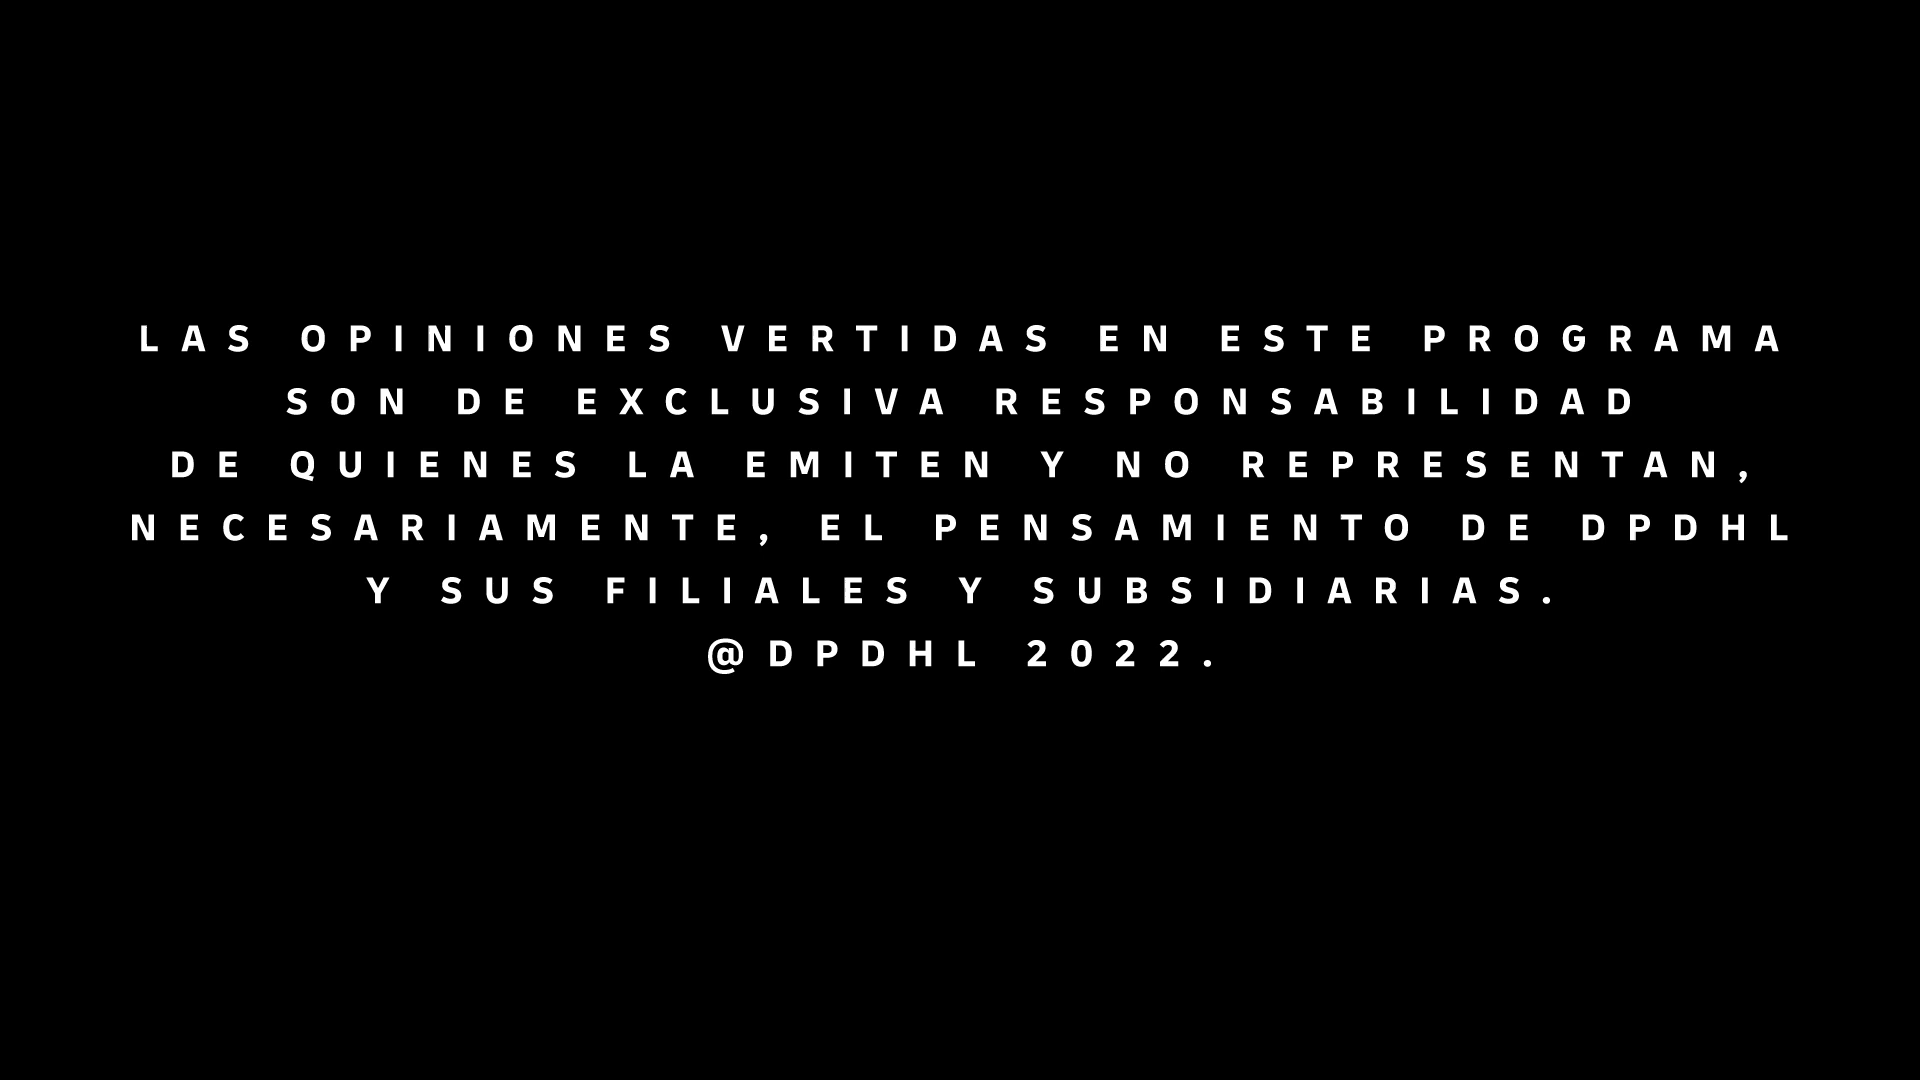 LAS OPINIONES VERTIDAS EN ESTE PROGRAMA
SON DE EXCLUSIVA RESPONSABILIDAD
DE QUIENES LA EMITEN Y NO REPRESENTAN,
NECESARIAMENTE, EL PENSAMIENTO DE DPDHL
Y SUS FILIALES Y SUBSIDIARIAS.
@DPDHL 2022.